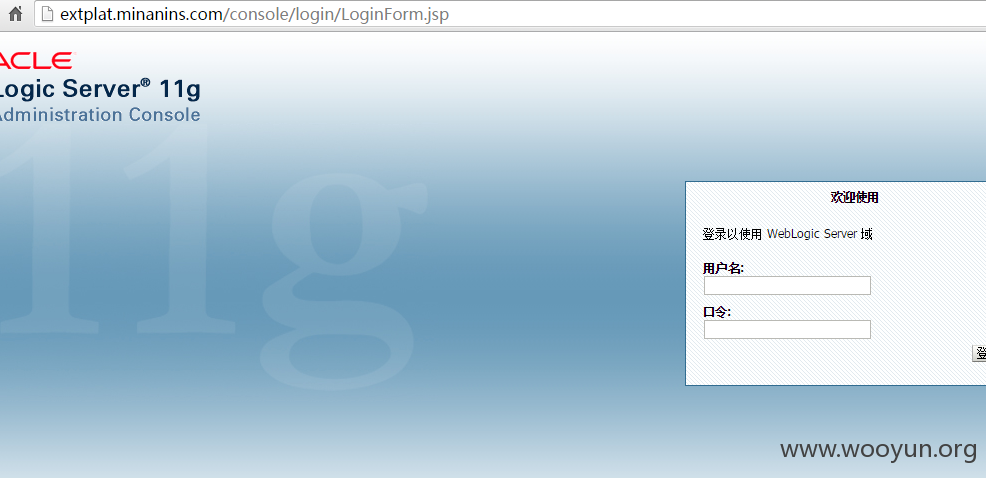 extplat.minanins.com/console/login/LoginForm.jsp
ACLE
Logic Server® 11g
Administration Console
11g
欢迎使用
登录以使用 WebLogic Server 域
用户名:
口令:
登
www.wooyun.org